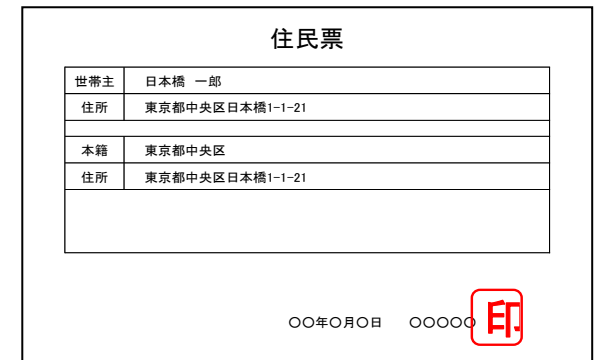 住民票
世帯主 日本橋 一郎
住所 東京都中央区日本橋1-1-21
本籍 東京都中央区
住所 東京都中央区日本橋1-1-21
〇〇年〇月〇日 〇〇〇〇〇 印